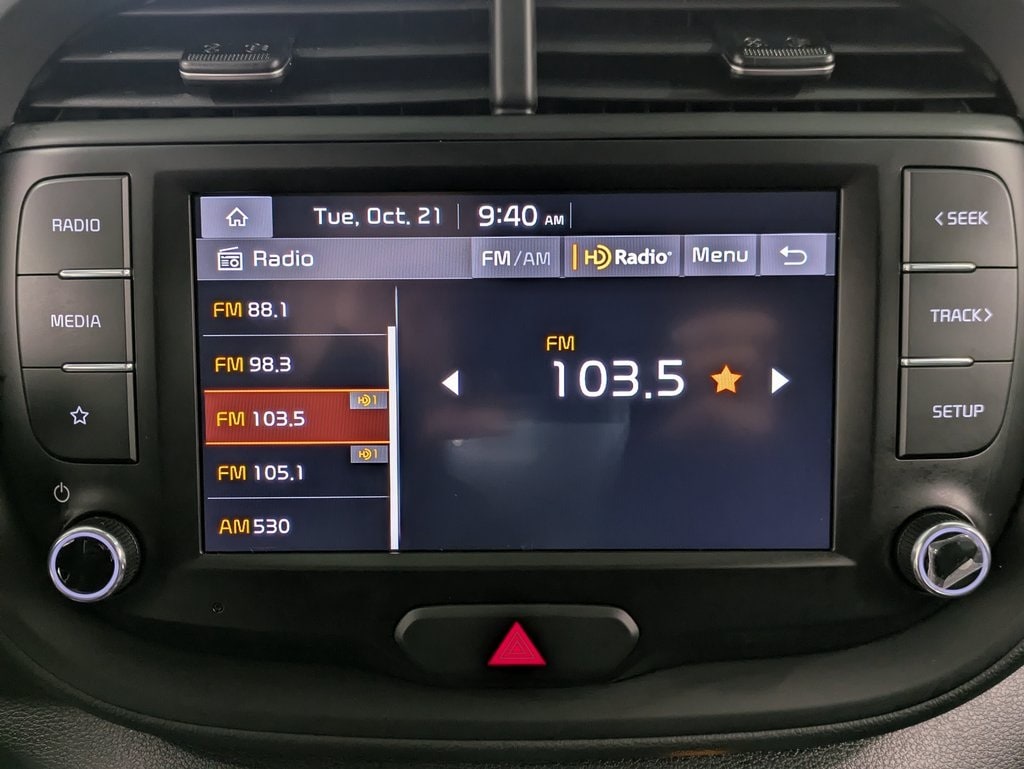 RADIO
MEDIA
Tue, Oct. 21 9:40 AM
Radio FM/AM HD Radio Menu
FM 88.1
FM 98.3
FM 103.5 HD1
FM 105.1 HD1
AM 530
FM
103.5
< SEEK
TRACK >
SETUP